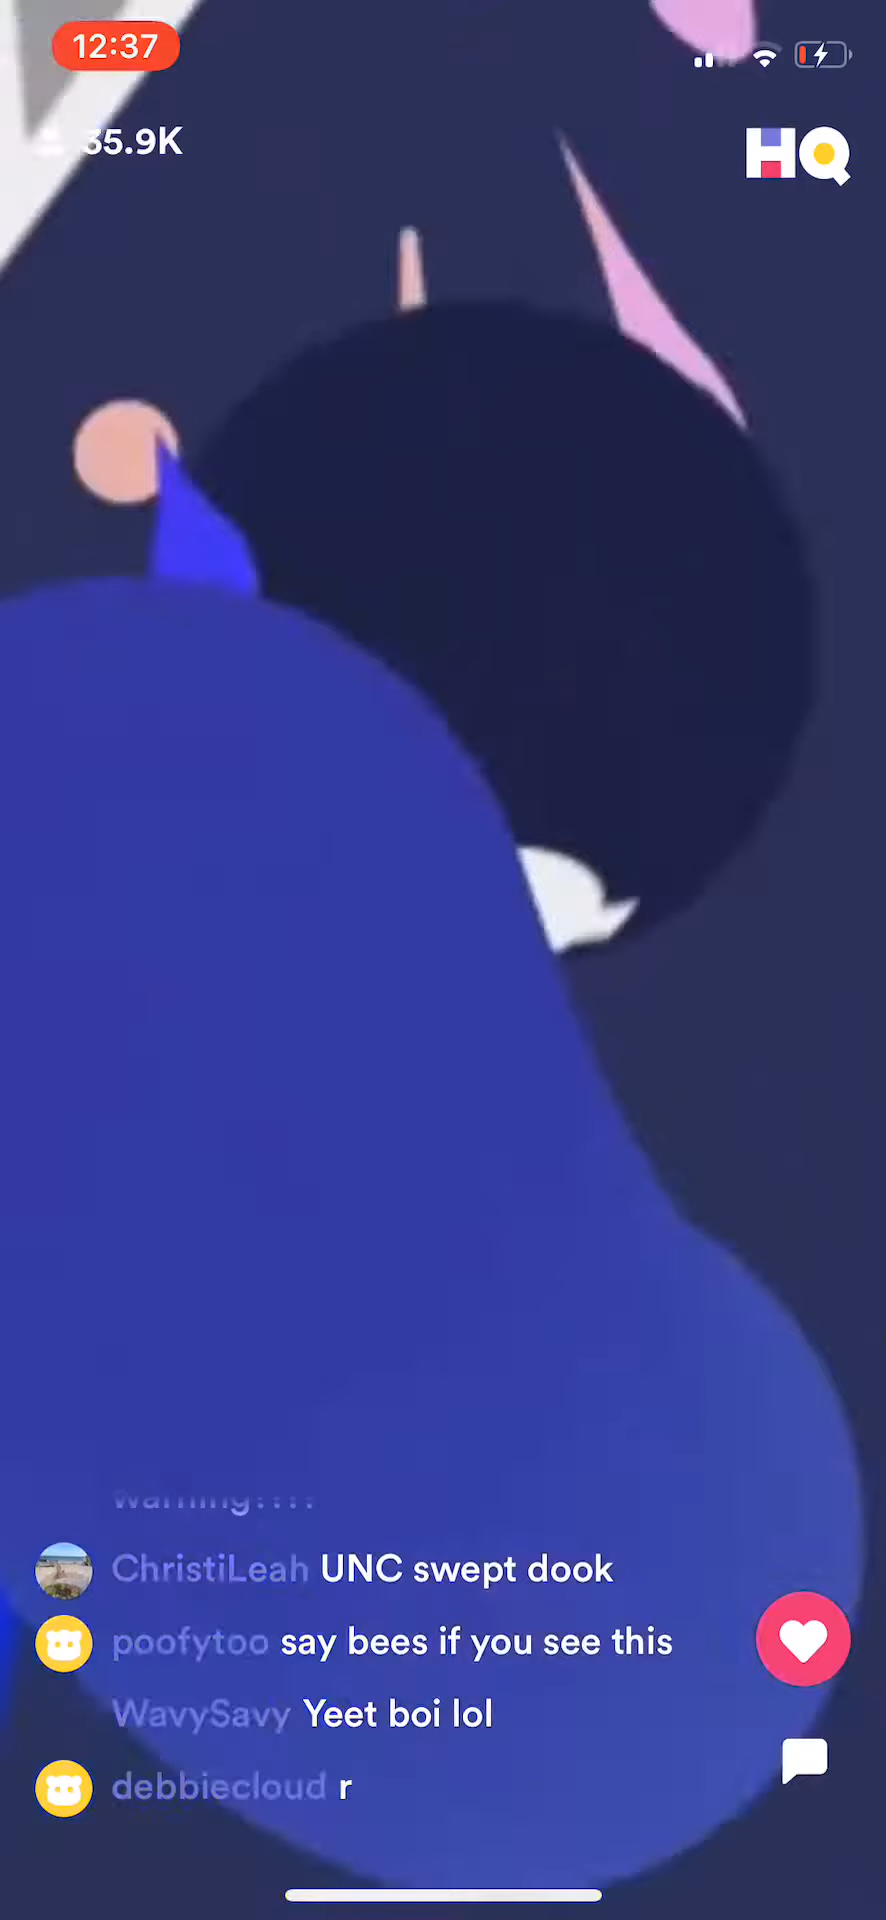 12:37
35.9K
HQ
warning!!!!
ChristiLeah UNC swept dook
poofytoo say bees if you see this
WavySavy Yeet boi lol
debbiecloud r